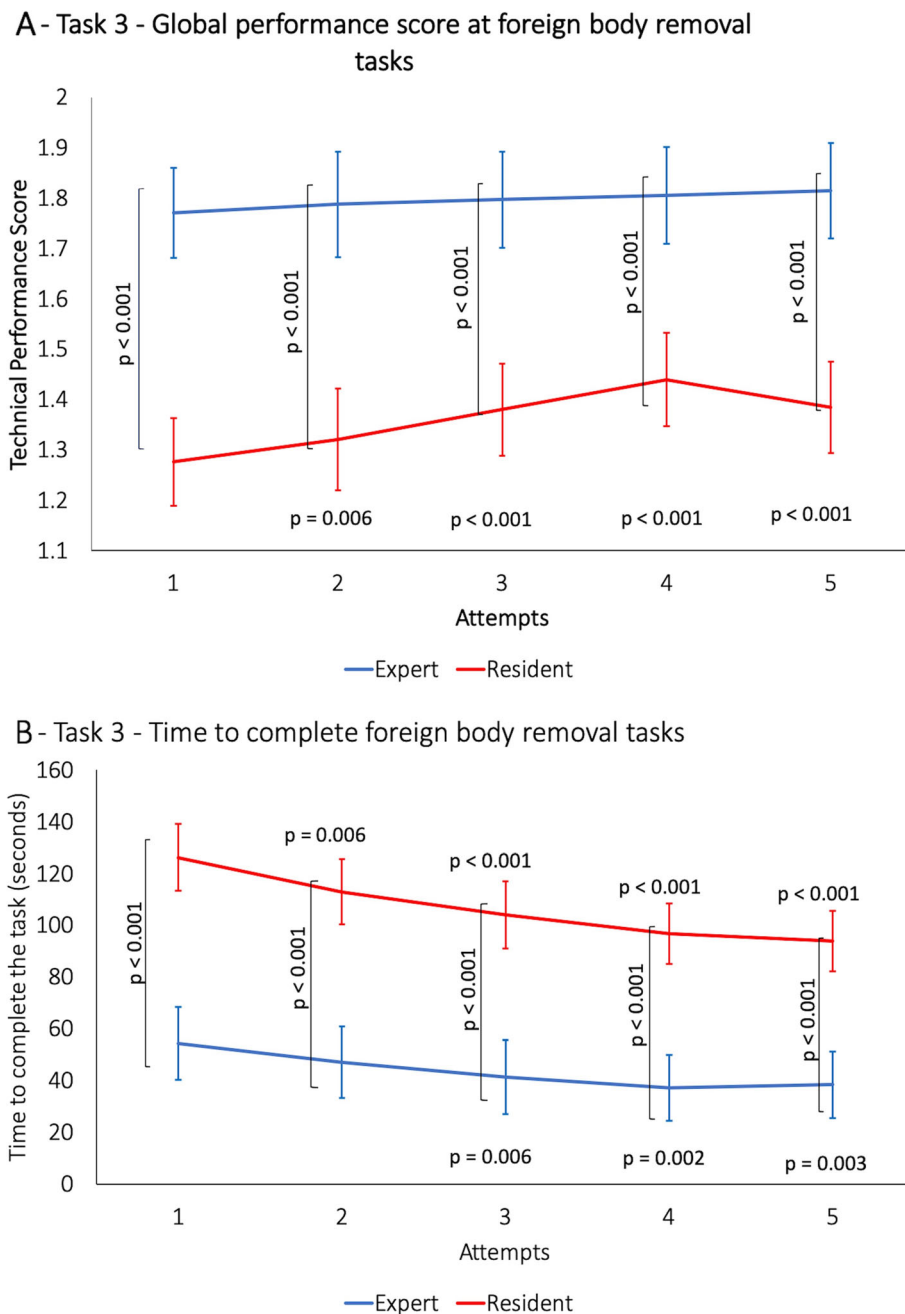 A - Task 3 - Global performance score at foreign body removal
tasks
Technical Performance Score
2
1.9
1.8
1.7
1.6
1.5
1.4
1.3
1.2
1.1
p < 0.001
p < 0.001
p < 0.001
p < 0.001
p < 0.001
p = 0.006
p < 0.001
p < 0.001
p < 0.001
1 2 3 4 5
Attempts
Expert Resident
B - Task 3 - Time to complete foreign body removal tasks
Time to complete the task (seconds)
160
140
120
100
80
60
40
20
0
p = 0.006
p < 0.001
p < 0.001
p < 0.001
p < 0.001
p < 0.001
p < 0.001
p < 0.001
p < 0.001
p = 0.006
p = 0.002
p = 0.003
1 2 3 4 5
Attempts
Expert Resident